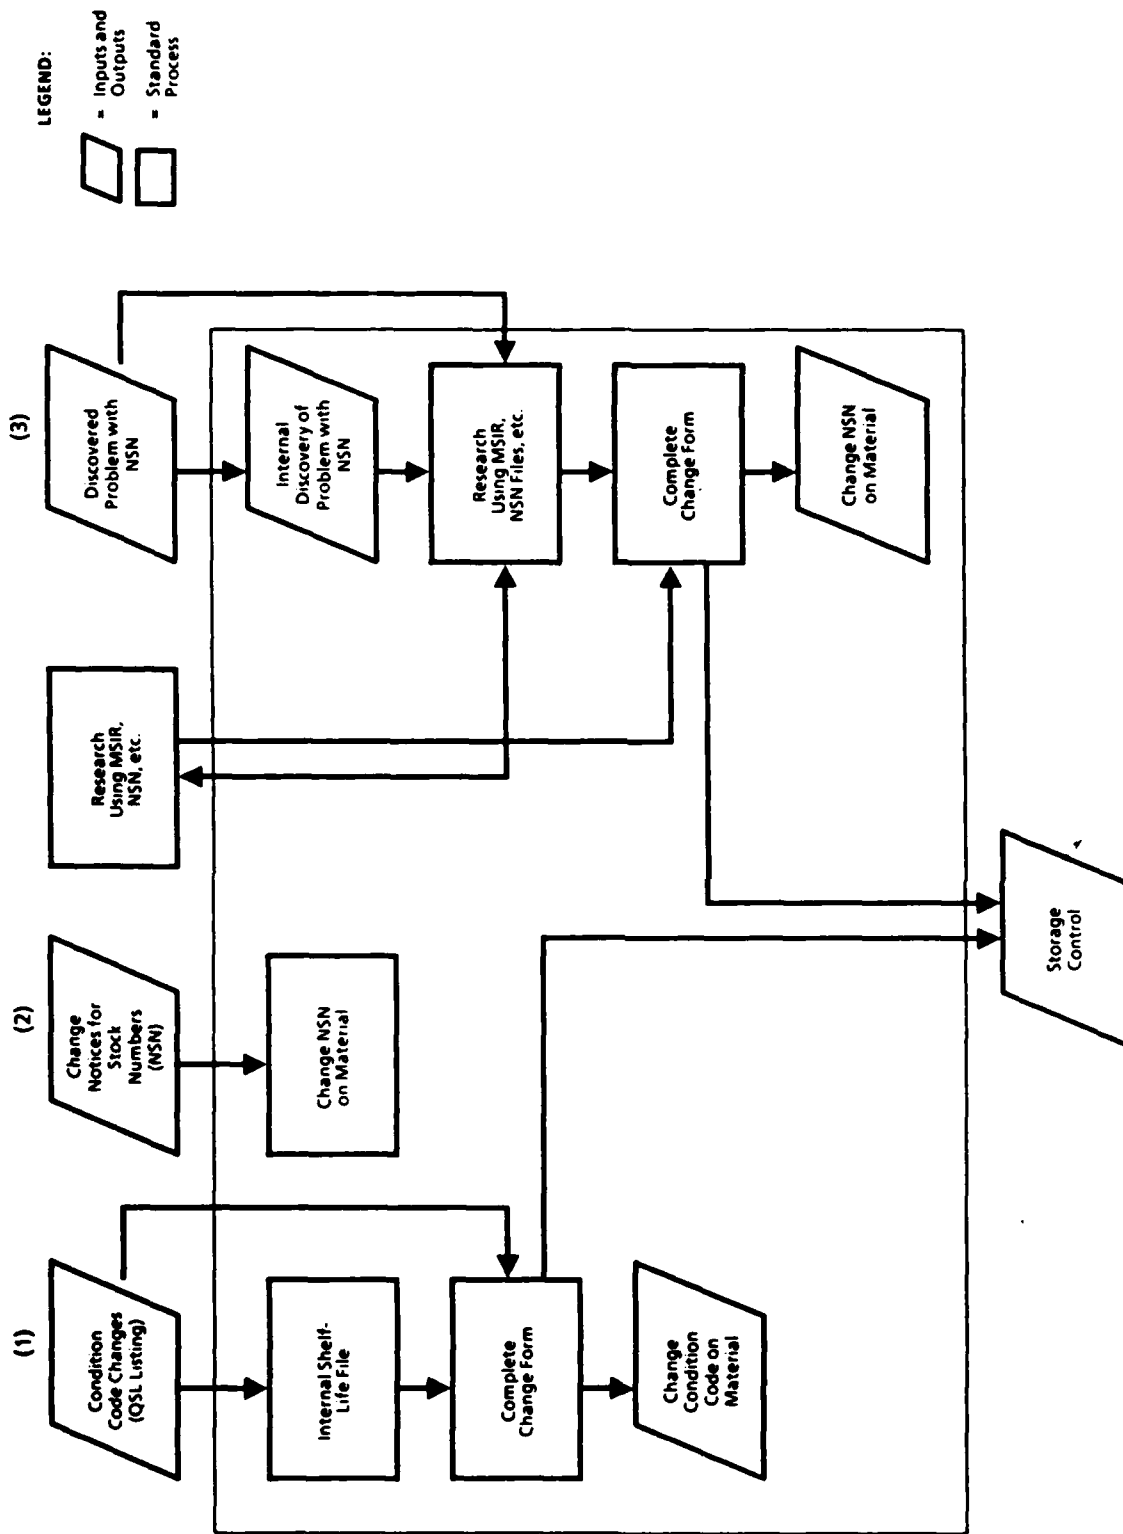 LEGEND:
= Inputs and
Outputs
= Standard
Process
(1)
Condition
Code Changes
(QSL Listing)
Internal Shelf-
Life File
Complete
Change Form
Change
Condition
Code on
Material
(2)
Change
Notices for
Stock
Numbers
(NSN)
Change NSN
on Material
Research
Using MSIR,
NSN, etc.
(3)
Discovered
Problem with
NSN
Internal
Discovery of
Problem with
NSN
Research
Using MSIR,
NSN Files, etc.
Complete
Change Form
Change NSN
on Material
Storage
Control